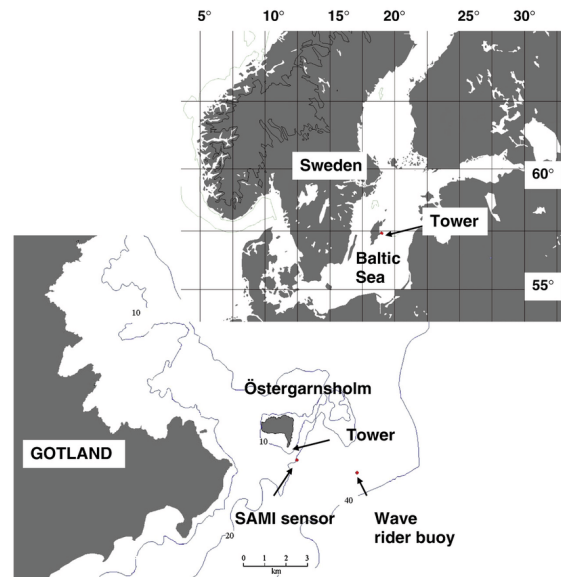 5° 10° 15° 20° 25° 30°
Sweden
60°
Tower
Baltic
Sea
55°
10
Östergarnsholm
Tower
10
GOTLAND
SAMI sensor
40
Wave
rider buoy
20
0 1 2 3
km